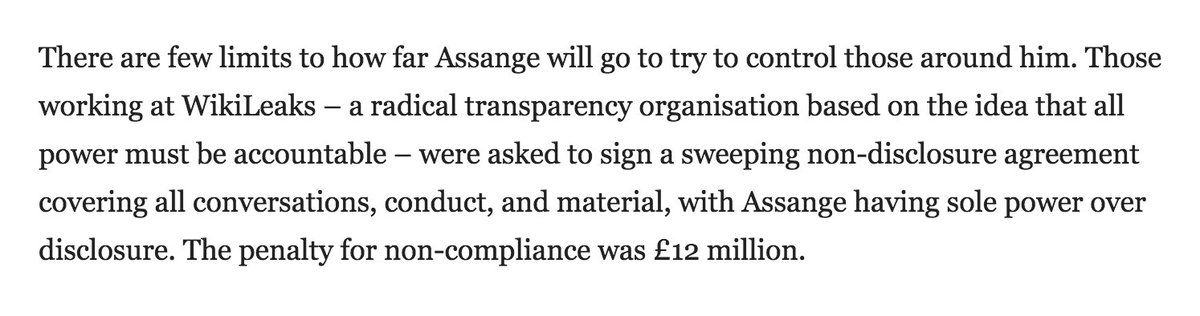 There are few limits to how far Assange will go to try to control those around him. Those
working at WikiLeaks – a radical transparency organisation based on the idea that all
power must be accountable – were asked to sign a sweeping non-disclosure agreement
covering all conversations, conduct, and material, with Assange having sole power over
disclosure. The penalty for non-compliance was £12 million.